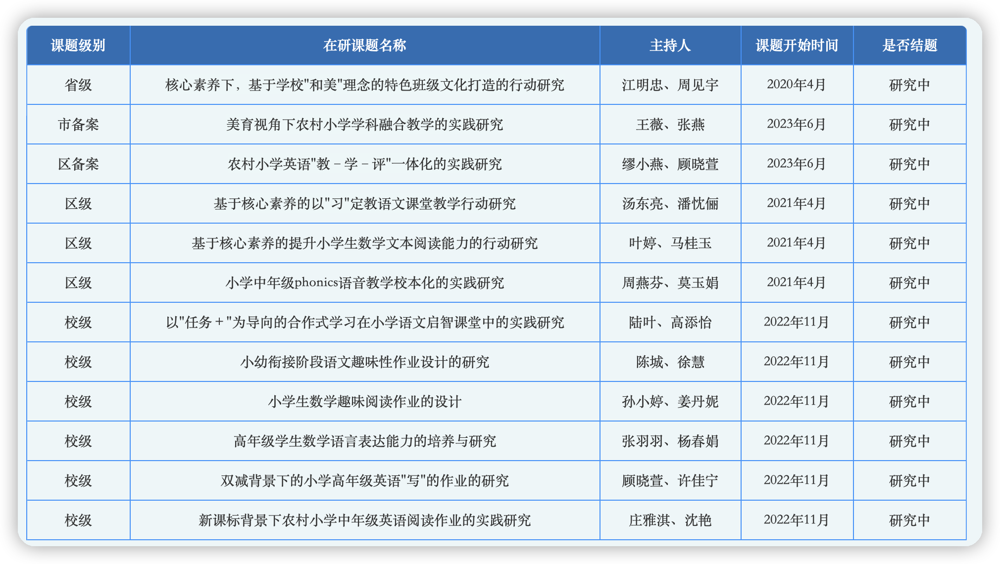 课题级别 在研课题名称 主持人 课题开始时间 是否结题
省级 核心素养下，基于学校"和美"理念的特色班级文化打造的行动研究 江明忠、周见宇 2020年4月 研究中
市备案 美育视角下农村小学学科融合教学的实践研究 王薇、张燕 2023年6月 研究中
区备案 农村小学英语"教－学－评"一体化的实践研究 缪小燕、顾晓萱 2023年6月 研究中
区级 基于核心素养的以"习"定教语文课堂教学行动研究 汤东亮、潘忱俪 2021年4月 研究中
区级 基于核心素养的提升小学生数学文本阅读能力的行动研究 叶婷、马桂玉 2021年4月 研究中
区级 小学中年级phonics语音教学校本化的实践研究 周燕芬、莫玉娟 2021年4月 研究中
校级 以"任务＋"为导向的合作式学习在小学语文启智课堂中的实践研究 陆叶、高添怡 2022年11月 研究中
校级 小幼衔接阶段语文趣味性作业设计的研究 陈城、徐慧 2022年11月 研究中
校级 小学生数学趣味阅读作业的设计 孙小婷、姜丹妮 2022年11月 研究中
校级 高年级学生数学语言表达能力的培养与研究 张羽羽、杨春娟 2022年11月 研究中
校级 双减背景下的小学高年级英语"写"的作业的研究 顾晓萱、许佳宁 2022年11月 研究中
校级 新课标背景下农村小学中年级英语阅读作业的实践研究 庄雅淇、沈艳 2022年11月 研究中